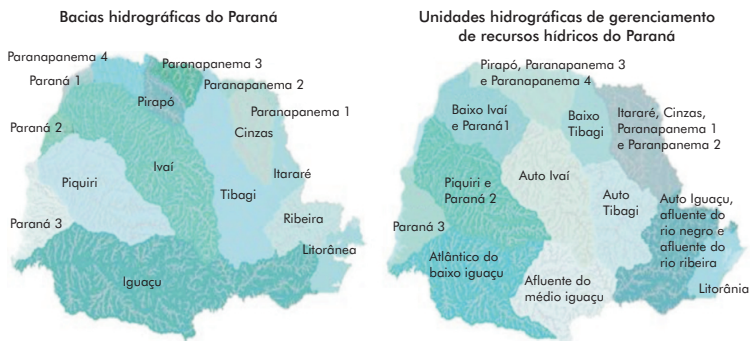 Bacias hidrográficas do Paraná
Paranapanema 4
Paranapanema 3
Paraná 1
Paranapanema 2
Pirapó
Paranapanema 1
Cinzas
Paraná 2
Ivaí
Itararé
Piquiri
Tibagi
Ribeira
Paraná 3
Litorânea
Iguaçu
Unidades hidrográficas de gerenciamento
de recursos hídricos do Paraná
Pirapó, Paranapanema 3
e Paranapanema 4
Baixo Ivaí
e Paraná1
Baixo
Tibagi
Itararé, Cinzas,
Paranapanema 1
e Paranpanema 2
Piquiri e
Paraná 2
Auto Ivaí
Auto
Tibagi
Auto Iguaçu,
afluente do
rio negro e
afluente do
rio ribeira
Paraná 3
Atlântico do
baixo iguaçu
Afluente do
médio iguaçu
Litorânia